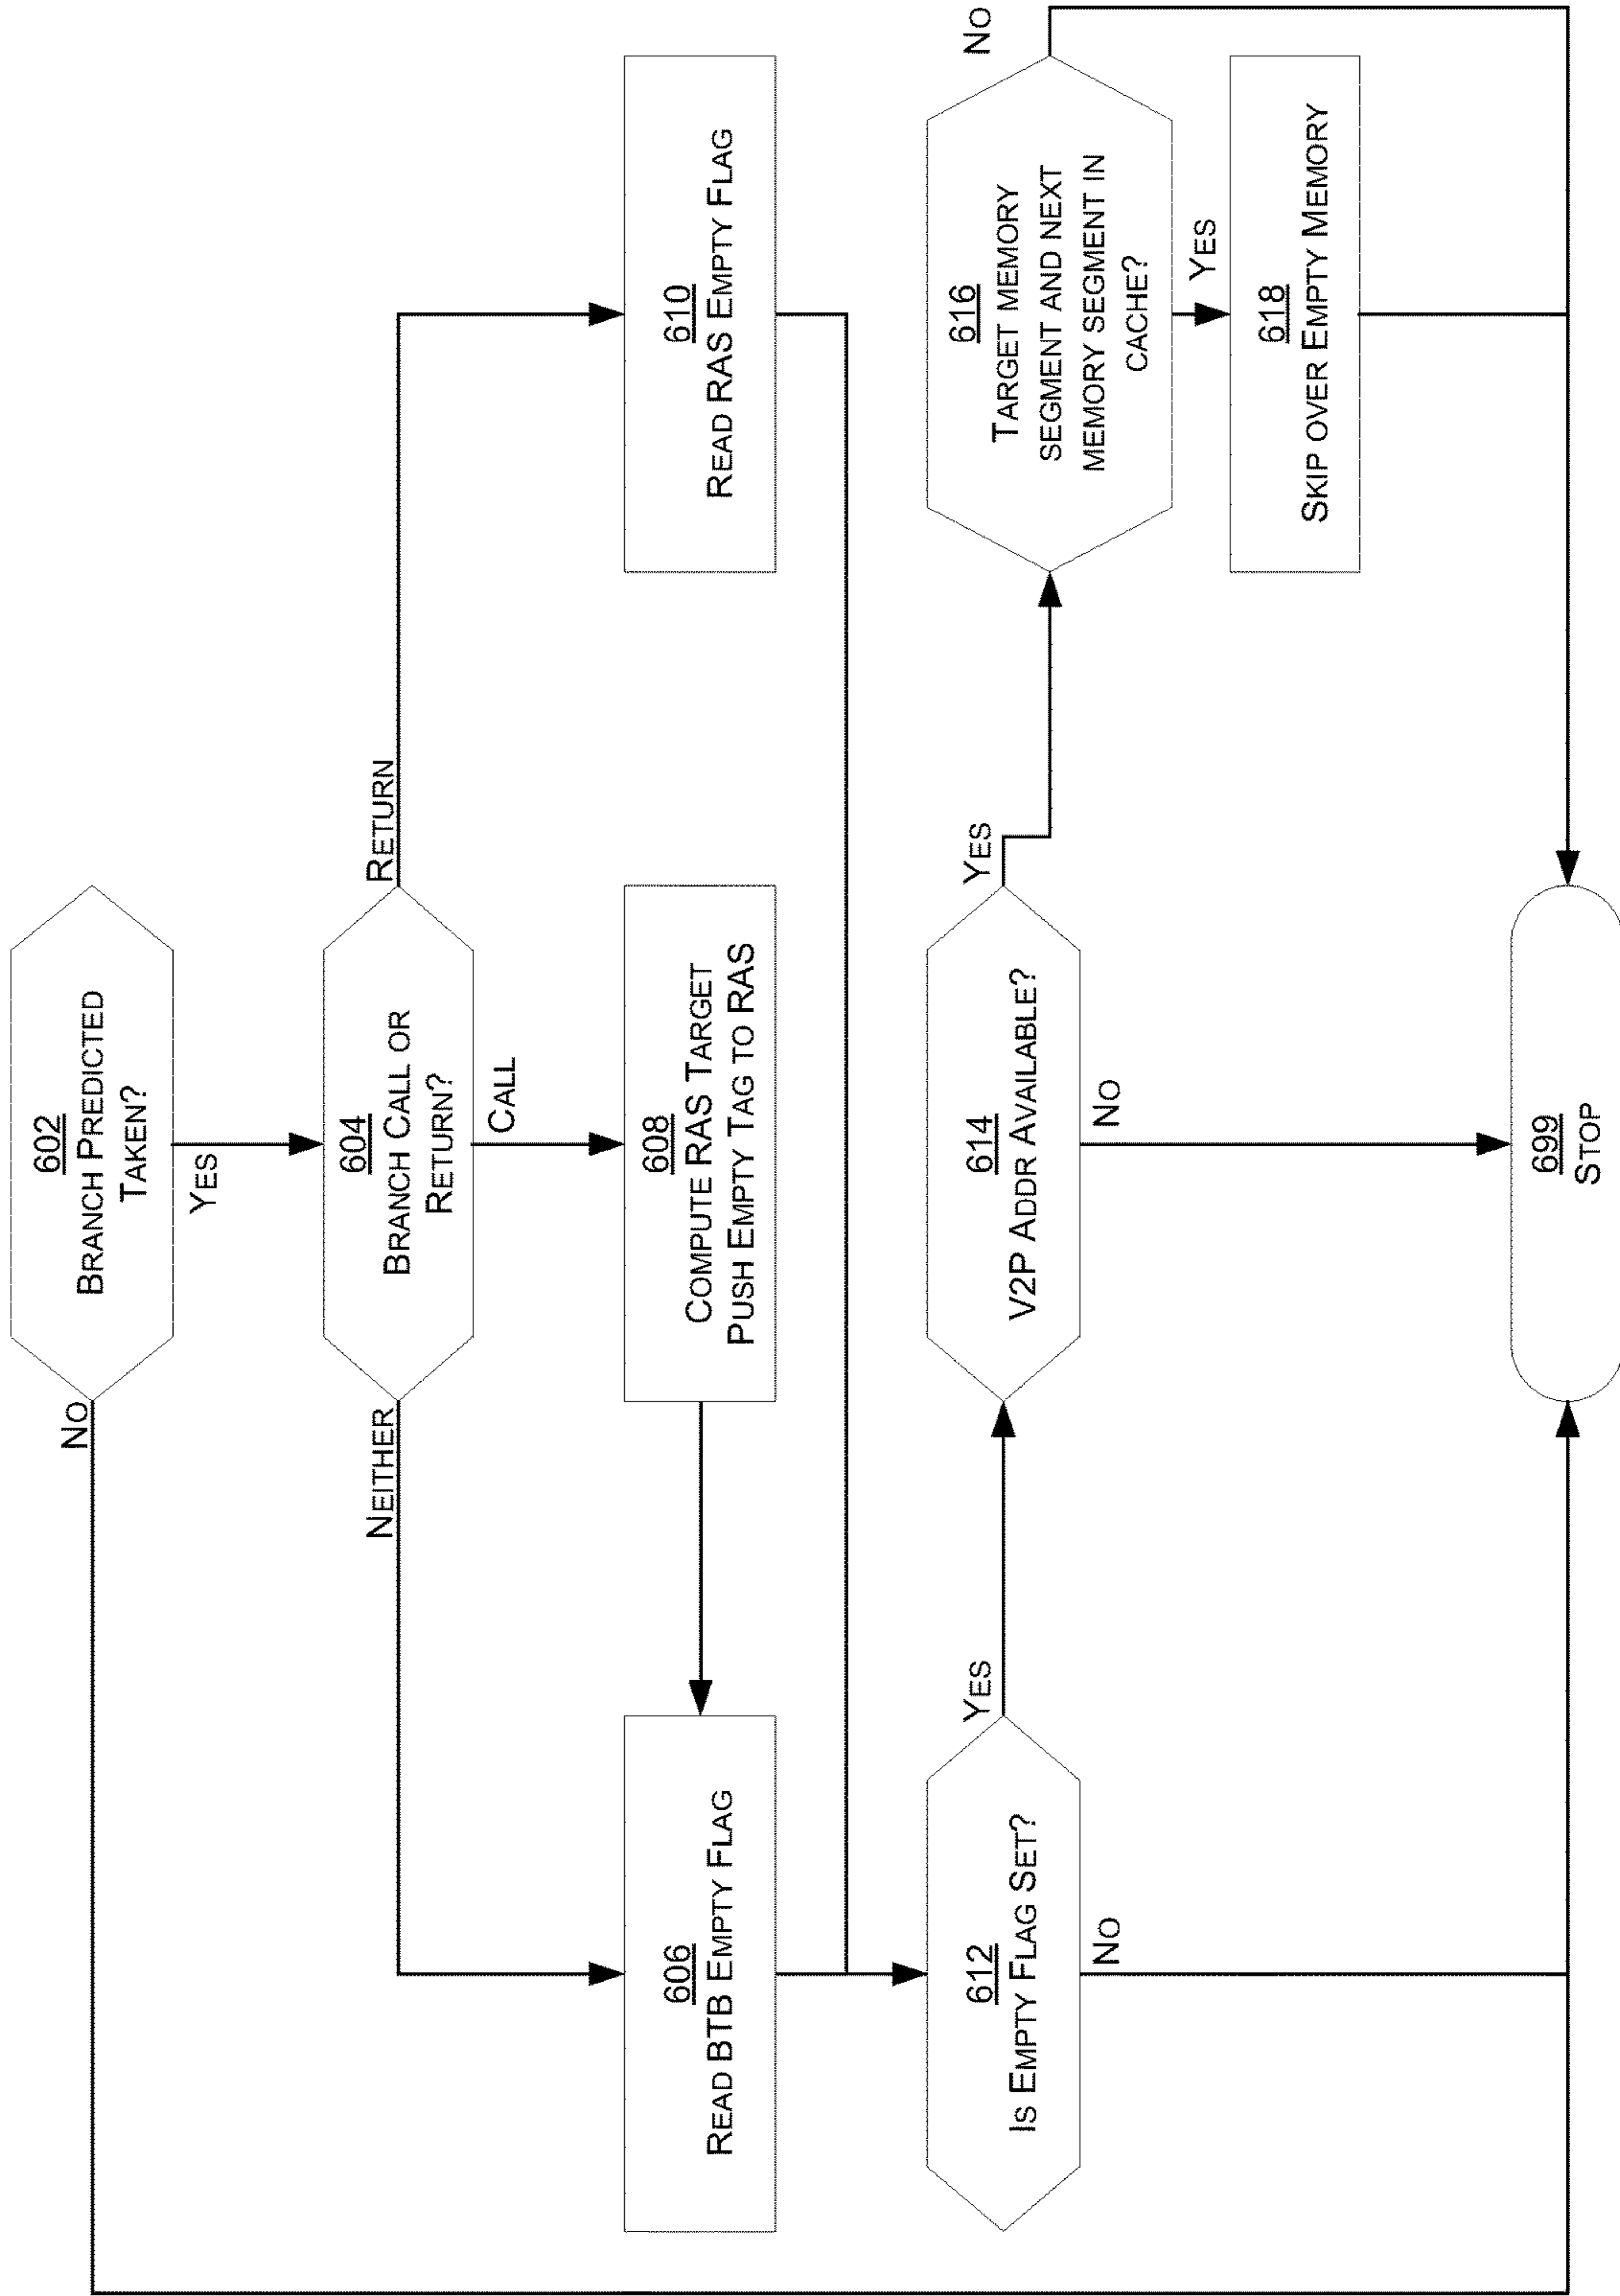 602
BRANCH PREDICTED
TAKEN?
NO
YES
604
BRANCH CALL OR
RETURN?
NEITHER
CALL
RETURN
606
READ BTB EMPTY FLAG
608
COMPUTE RAS TARGET
PUSH EMPTY TAG TO RAS
610
READ RAS EMPTY FLAG
612
IS EMPTY FLAG SET?
YES
NO
614
V2P ADDR AVAILABLE?
YES
NO
616
TARGET MEMORY
SEGMENT AND NEXT
MEMORY SEGMENT IN
CACHE?
NO
YES
618
SKIP OVER EMPTY MEMORY
699
STOP